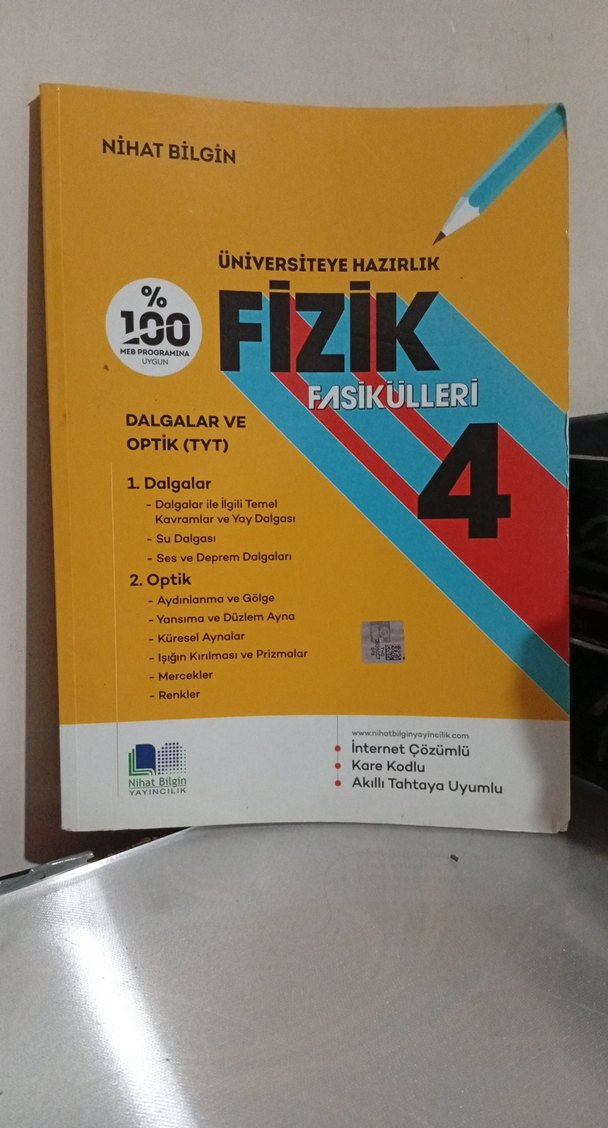 NİHAT BİLGİN
ÜNİVERSİTEYE HAZIRLIK
FİZİK
FASİKÜLLERİ
4
% 100
MEB PROGRAMINA
UYGUN
DALGALAR VE
OPTİK (TYT)
1. Dalgalar
- Dalgalar ile İlgili Temel
Kavramlar ve Yay Dalgası
- Su Dalgası
- Ses ve Deprem Dalgaları
2. Optik
- Aydınlanma ve Gölge
- Yansıma ve Düzlem Ayna
- Küresel Aynalar
- Işığın Kırılması ve Prizmalar
- Mercekler
- Renkler
www.nihatbilginyayincilik.com
İnternet Çözümlü
Kare Kodlu
Akıllı Tahtaya Uyumlu
Nihat Bilgin
YAYINCILIK